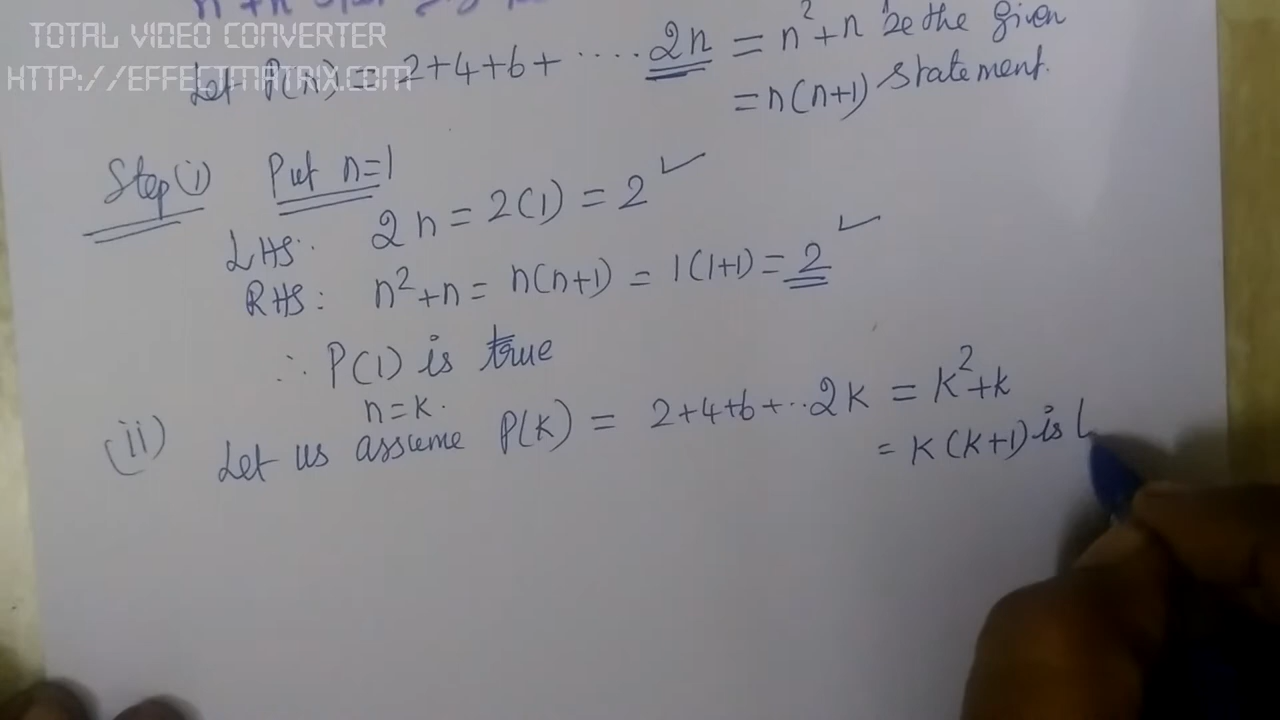 n²+n
TOTAL VIDEO CONVERTER
HTTP://EFFECTMATRIX.COM
Let P(n) = 2+4+6+ ····· 2n = n²+n be the given
= n(n+1) statement.
Step (i) Put n=1
LHS: 2n = 2(1) = 2 ✓
RHS: n²+n = n(n+1) = 1(1+1) = 2 ✓
∴ P(1) is true
n=k.
(ii) Let us assume P(k) = 2+4+6+··2k = k²+k
= k(k+1) is